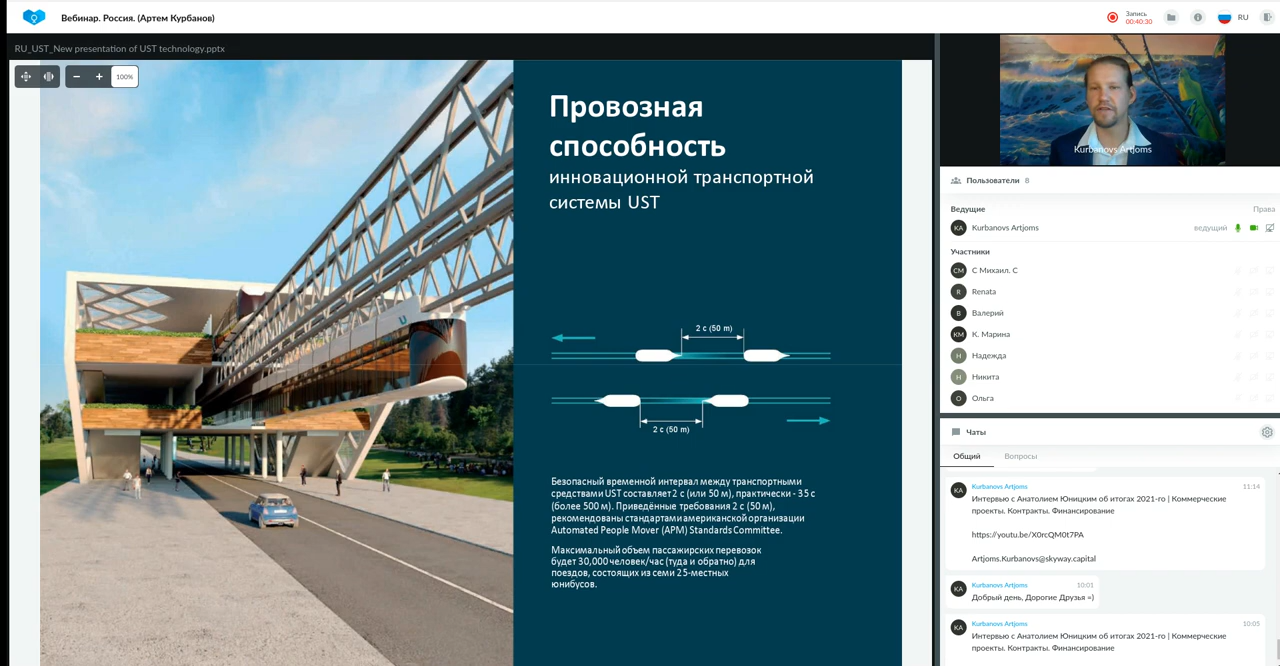 Вебинар. Россия. (Артем Курбанов)
Запись
00:40:30
RU
RU_UST_New presentation of UST technology.pptx
100%
Провозная
способность
инновационной транспортной
системы UST
2 с (50 m)
2 с (50 m)
Безопасный временной интервал между транспортными
средствами UST составляет 2 с (или 50 м), практически - 35 с
(более 500 м). Приведённые требования 2 с (50 м),
рекомендованы стандартами американской организации
Automated People Mover (APM) Standards Committee.
Максимальный объем пассажирских перевозок
будет 30,000 человек/час (туда и обратно) для
поездов, состоящих из семи 25-местных
юнибусов.
Kurbanovs Artjoms
Пользователи 8
Ведущие Права
KA Kurbanovs Artjoms ведущий
Участники
СМ С Михаил. С
R Renata
В Валерий
КМ К. Марина
Н Надежда
Н Никита
О Ольга
Чаты
Общий Вопросы
KA Kurbanovs Artjoms 11:14
Интервью с Анатолием Юницким об итогах 2021-го | Коммерческие
проекты. Контракты. Финансирование
https://youtu.be/X0rcQM0t7PA
Artjoms.Kurbanovs@skyway.capital
KA Kurbanovs Artjoms 10:01
Добрый день, Дорогие Друзья =)
KA Kurbanovs Artjoms 10:05
Интервью с Анатолием Юницким об итогах 2021-го | Коммерческие
проекты. Контракты. Финансирование